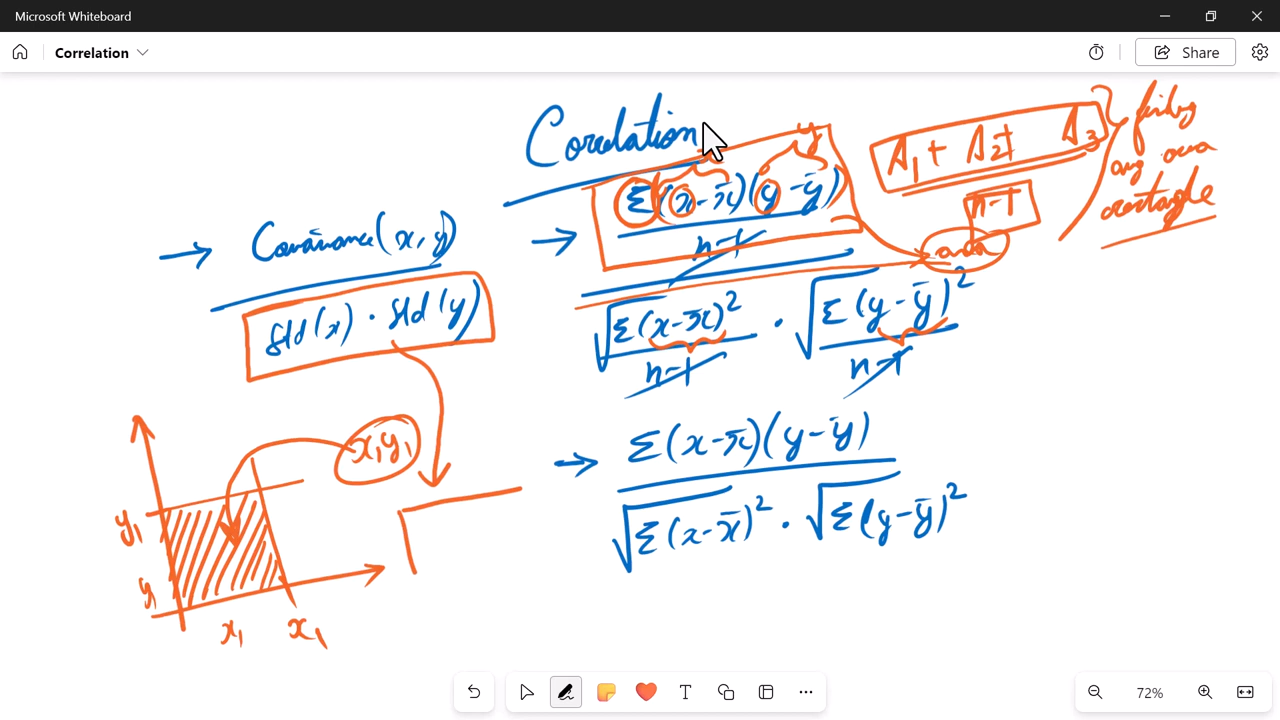 Microsoft Whiteboard
Correlation
Share
Correlation
→ Covariance(x, y)
std(x) · std(y)
→ Σ(x-x̄)(y-ȳ)
n-1
√Σ(x-x̄)² · √Σ(y-ȳ)²
n-1 n-1
→ Σ(x-x̄)(y-ȳ)
√Σ(x-x̄)² · √Σ(y-ȳ)²
y
A₁ + A₂ + A₃
n-1
area
finding
avg area
rectangle
x₁y₁
y₁
y₁
x₁ x₁
T
72%